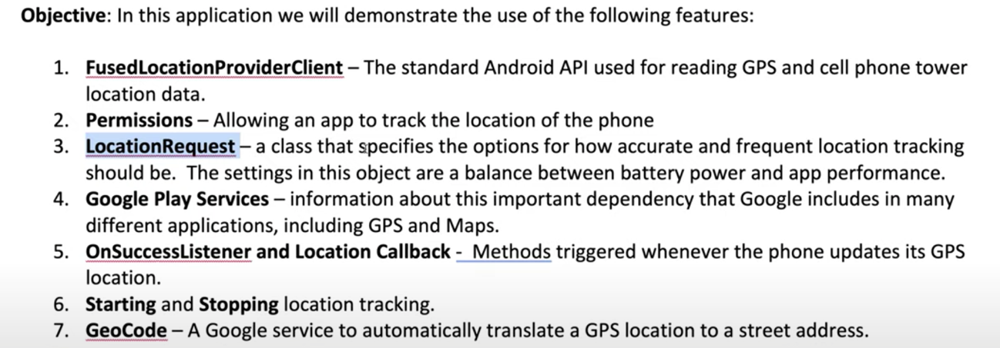 Objective: In this application we will demonstrate the use of the following features:
1. FusedLocationProviderClient – The standard Android API used for reading GPS and cell phone tower
location data.
2. Permissions – Allowing an app to track the location of the phone
3. LocationRequest – a class that specifies the options for how accurate and frequent location tracking
should be.  The settings in this object are a balance between battery power and app performance.
4. Google Play Services – information about this important dependency that Google includes in many
different applications, including GPS and Maps.
5. OnSuccessListener and Location Callback -  Methods triggered whenever the phone updates its GPS
location.
6. Starting and Stopping location tracking.
7. GeoCode – A Google service to automatically translate a GPS location to a street address.